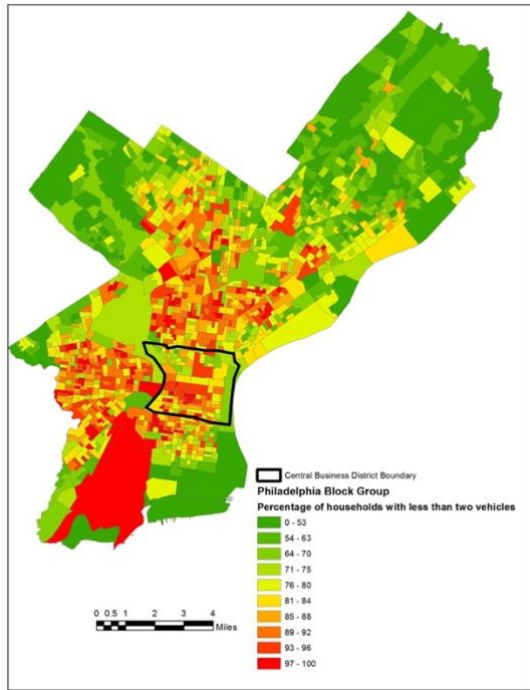 Central Business District Boundary
Philadelphia Block Group
Percentage of households with less than two vehicles
0 - 53
54 - 63
64 - 70
71 - 75
76 - 80
81 - 84
85 - 88
89 - 92
93 - 96
97 - 100
0 0.5 1 2 3 4
Miles